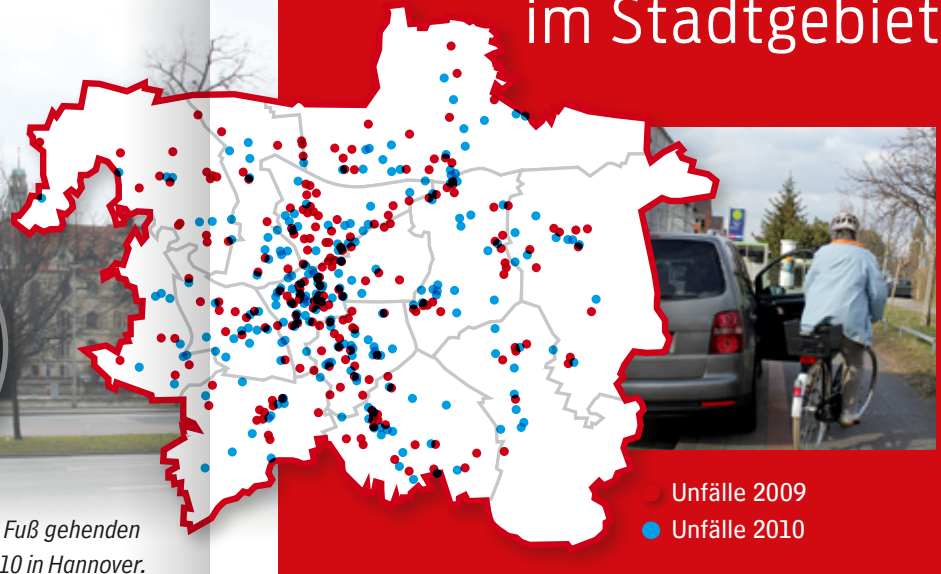 im Stadtgebiet
Unfälle 2009
Unfälle 2010
Fuß gehenden
10 in Hannover.